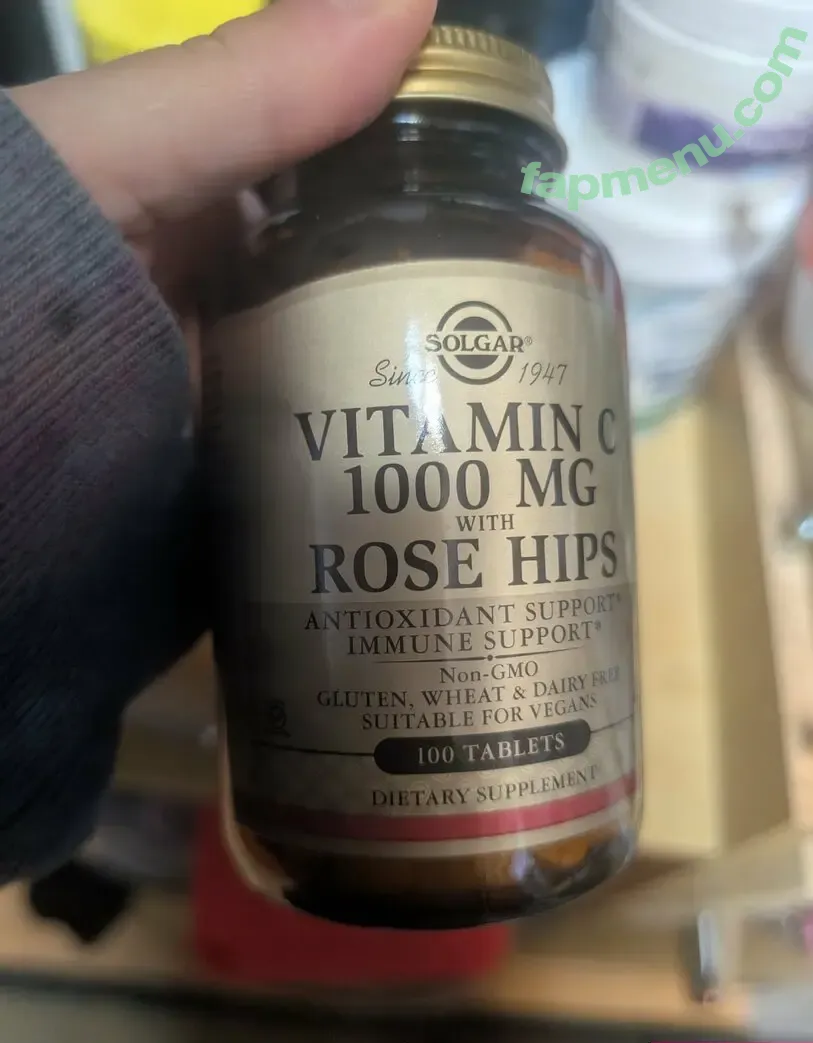 fapmenu.com
SOLGAR®
Since 1947
VITAMIN C
1000 MG
WITH
ROSE HIPS
ANTIOXIDANT SUPPORT*
IMMUNE SUPPORT*
NON-GMO
GLUTEN, WHEAT & DAIRY FREE
SUITABLE FOR VEGANS
100 TABLETS
DIETARY SUPPLEMENT